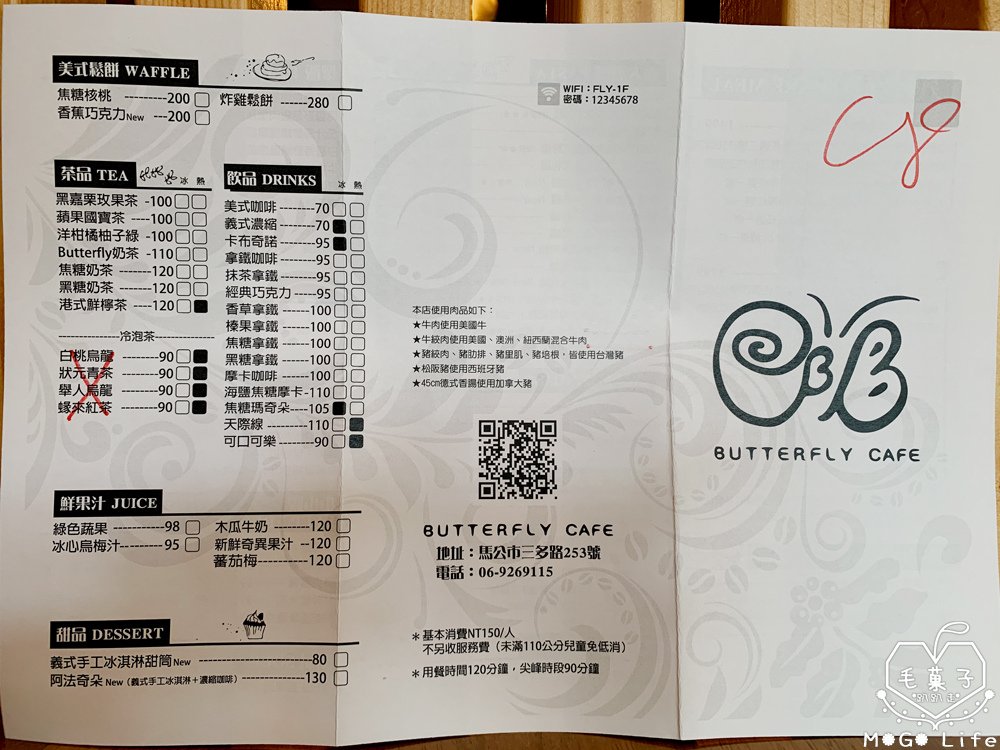 美式鬆餅 WAFFLE
焦糖核桃 ----------200
香蕉巧克力New ---200
炸雞鬆餅 ------280
茶品 TEA 冰 熱
黑嘉栗玫果茶 -100
蘋果國寶茶 ----100
洋柑橘柚子綠 -100
Butterfly奶茶 -110
焦糖奶茶 -------120
黑糖奶茶 -------120
港式鮮檸茶 ----120
---------------冷泡茶---------------
白桃烏龍 ---------90
狀元青茶 ---------90
舉人烏龍 ---------90
蝝來紅茶 ---------90
飲品 DRINKS 冰 熱
美式咖啡 --------70
義式濃縮 --------70
卡布奇諾 --------95
拿鐵咖啡 --------95
抹茶拿鐵 --------95
經典巧克力 -----95
香草拿鐵 ------100
榛果拿鐵 ------100
焦糖拿鐵 ------100
黑糖拿鐵 ------100
摩卡咖啡 ------100
海鹽焦糖摩卡-110
焦糖瑪奇朵----105
天際線 ---------110
可口可樂 --------90
鮮果汁 JUICE
綠色蔬果 ------------98
冰心烏梅汁----------95
木瓜牛奶 --------120
新鮮奇異果汁 --120
蕃茄梅-----------120
甜品 DESSERT
義式手工冰淇淋甜筒 New ------------------80
阿法奇朵 New（義式手工冰淇淋＋濃縮咖啡）-----------130
WIFI：FLY-1F
密碼：12345678
本店使用肉品如下：
★牛肉使用美國牛
★牛絞肉使用美國、澳洲、紐西蘭混合牛肉
★豬絞肉、豬肋排、豬里肌、豬培根，皆使用台灣豬
★松阪豬使用西班牙豬
★45cm德式香腸使用加拿大豬
BUTTERFLY CAFE
地址：馬公市三多路253號
電話：06-9269115
＊基本消費NT150/人
不另收服務費（未滿110公分兒童免低消）
＊用餐時間120分鐘，尖峰時段90分鐘
BUTTERFLY CAFE
毛菓子
趴趴走
MOGO Life